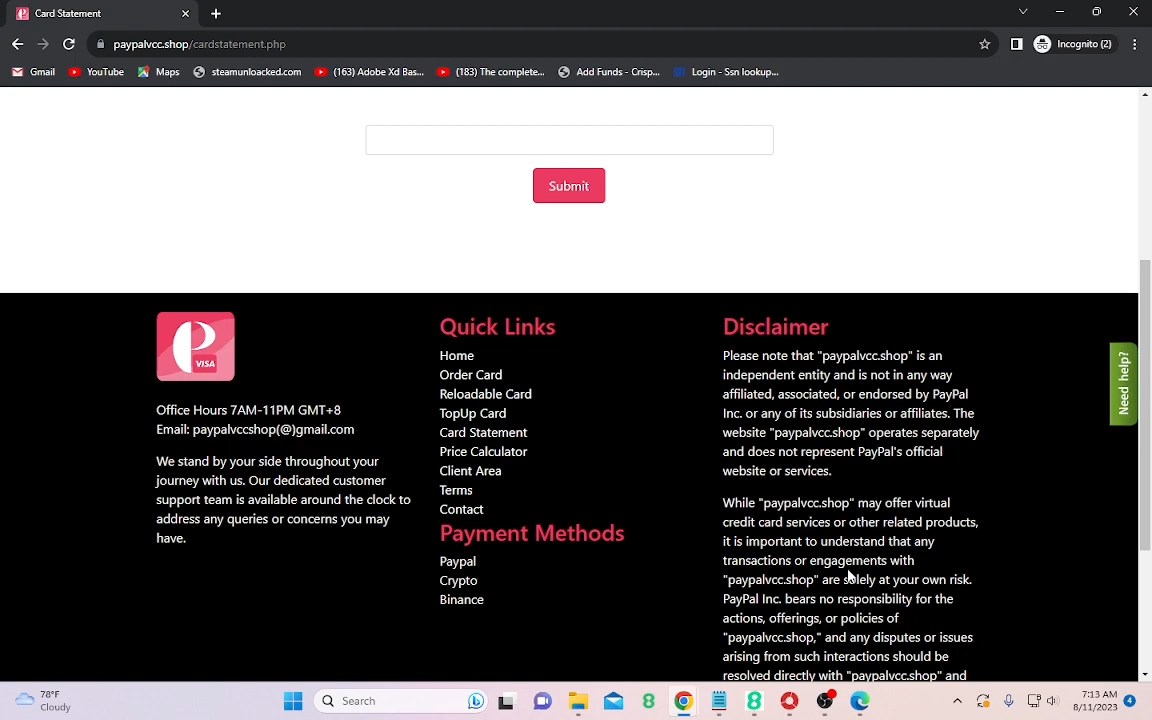 Card Statement
paypalvcc.shop/cardstatement.php
Incognito (2)
Gmail
YouTube
Maps
steamunloacked.com
(163) Adobe Xd Bas...
(183) The complete...
Add Funds - Crisp...
Login - Ssn lookup...
Submit
VISA
Office Hours 7AM-11PM GMT+8
Email: paypalvccshop(@)gmail.com
We stand by your side throughout your
journey with us. Our dedicated customer
support team is available around the clock to
address any queries or concerns you may
have.
Quick Links
Home
Order Card
Reloadable Card
TopUp Card
Card Statement
Price Calculator
Client Area
Terms
Contact
Payment Methods
Paypal
Crypto
Binance
Disclaimer
Please note that "paypalvcc.shop" is an
independent entity and is not in any way
affiliated, associated, or endorsed by PayPal
Inc. or any of its subsidiaries or affiliates. The
website "paypalvcc.shop" operates separately
and does not represent PayPal's official
website or services.
While "paypalvcc.shop" may offer virtual
credit card services or other related products,
it is important to understand that any
transactions or engagements with
"paypalvcc.shop" are solely at your own risk.
PayPal Inc. bears no responsibility for the
actions, offerings, or policies of
"paypalvcc.shop," and any disputes or issues
arising from such interactions should be
resolved directly with "paypalvcc.shop" and
Need help?
78°F
Cloudy
Search
7:13 AM
8/11/2023
4